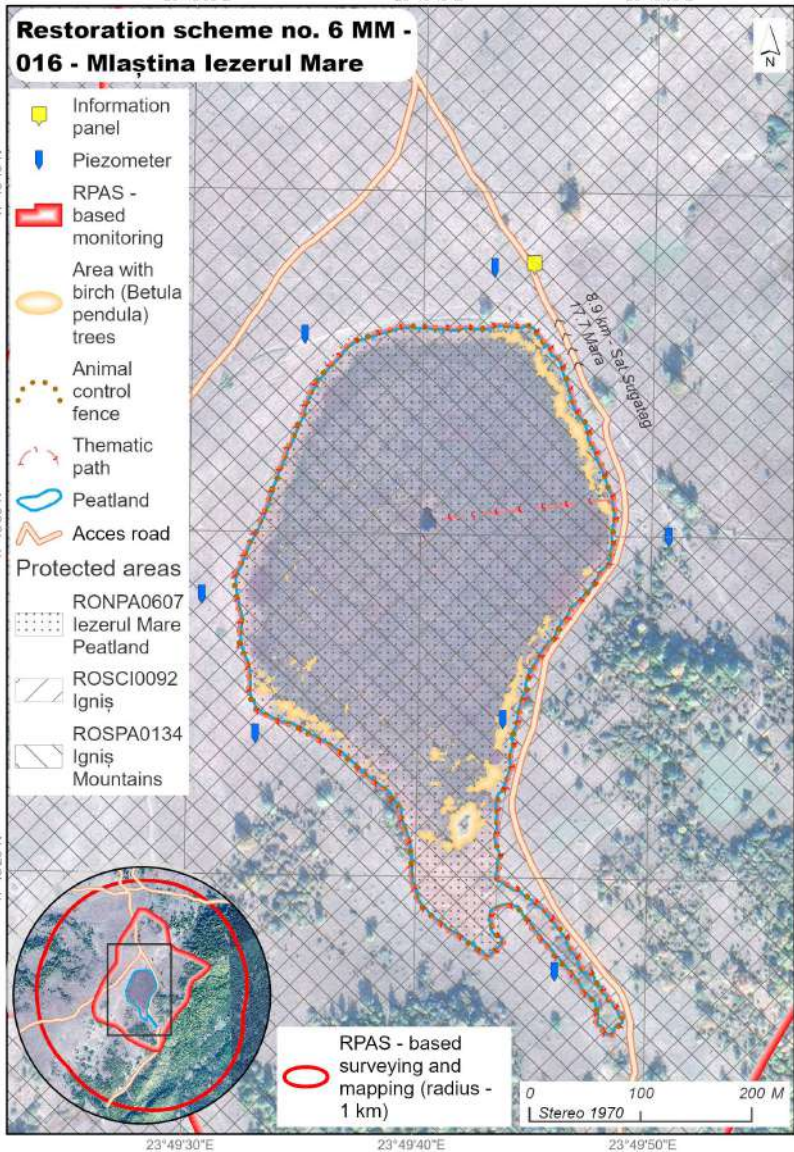 Restoration scheme no. 6 MM -
016 - Mlaștina Iezerul Mare
N
Information
panel
Piezometer
RPAS -
based
monitoring
Area with
birch (Betula
pendula)
trees
Animal
control
fence
Thematic
path
Peatland
Acces road
Protected areas
RONPA0607
Iezerul Mare
Peatland
ROSCI0092
Igniș
ROSPA0134
Igniș
Mountains
8.9 km - Sat Sugatag
17.7 Mara
RPAS - based
surveying and
mapping (radius -
1 km)
0 100 200 M
Stereo 1970
23°49'30"E 23°49'40"E 23°49'50"E